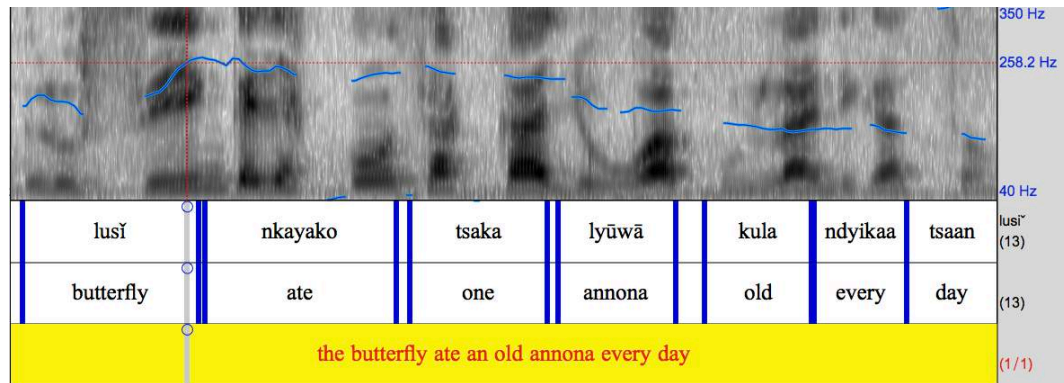 350 Hz
258.2 Hz
40 Hz
lusǐ nkayako tsaka lyūwā kula ndyikaa tsaan
lusiˇ
(13)
butterfly ate one annona old every day
(13)
the butterfly ate an old annona every day
(1/1)